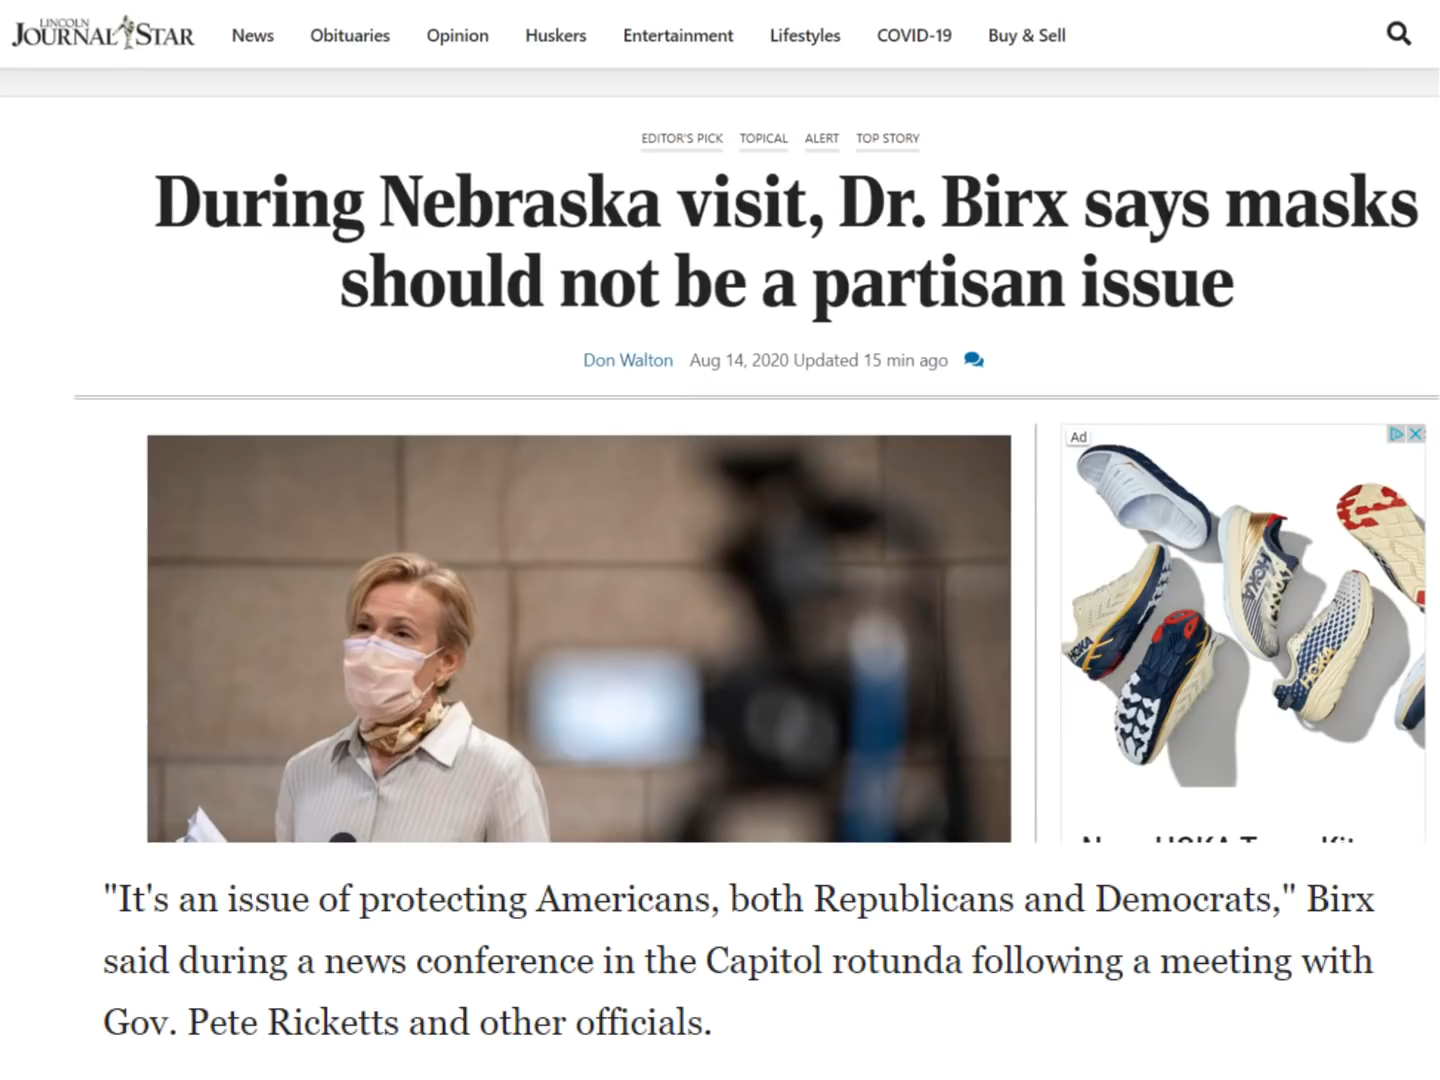 LINCOLN
JOURNAL STAR
News Obituaries Opinion Huskers Entertainment Lifestyles COVID-19 Buy & Sell
EDITOR'S PICK TOPICAL ALERT TOP STORY
During Nebraska visit, Dr. Birx says masks
should not be a partisan issue
Don Walton Aug 14, 2020 Updated 15 min ago
Ad
HOKA
HOKA
HOKA
"It's an issue of protecting Americans, both Republicans and Democrats," Birx
said during a news conference in the Capitol rotunda following a meeting with
Gov. Pete Ricketts and other officials.